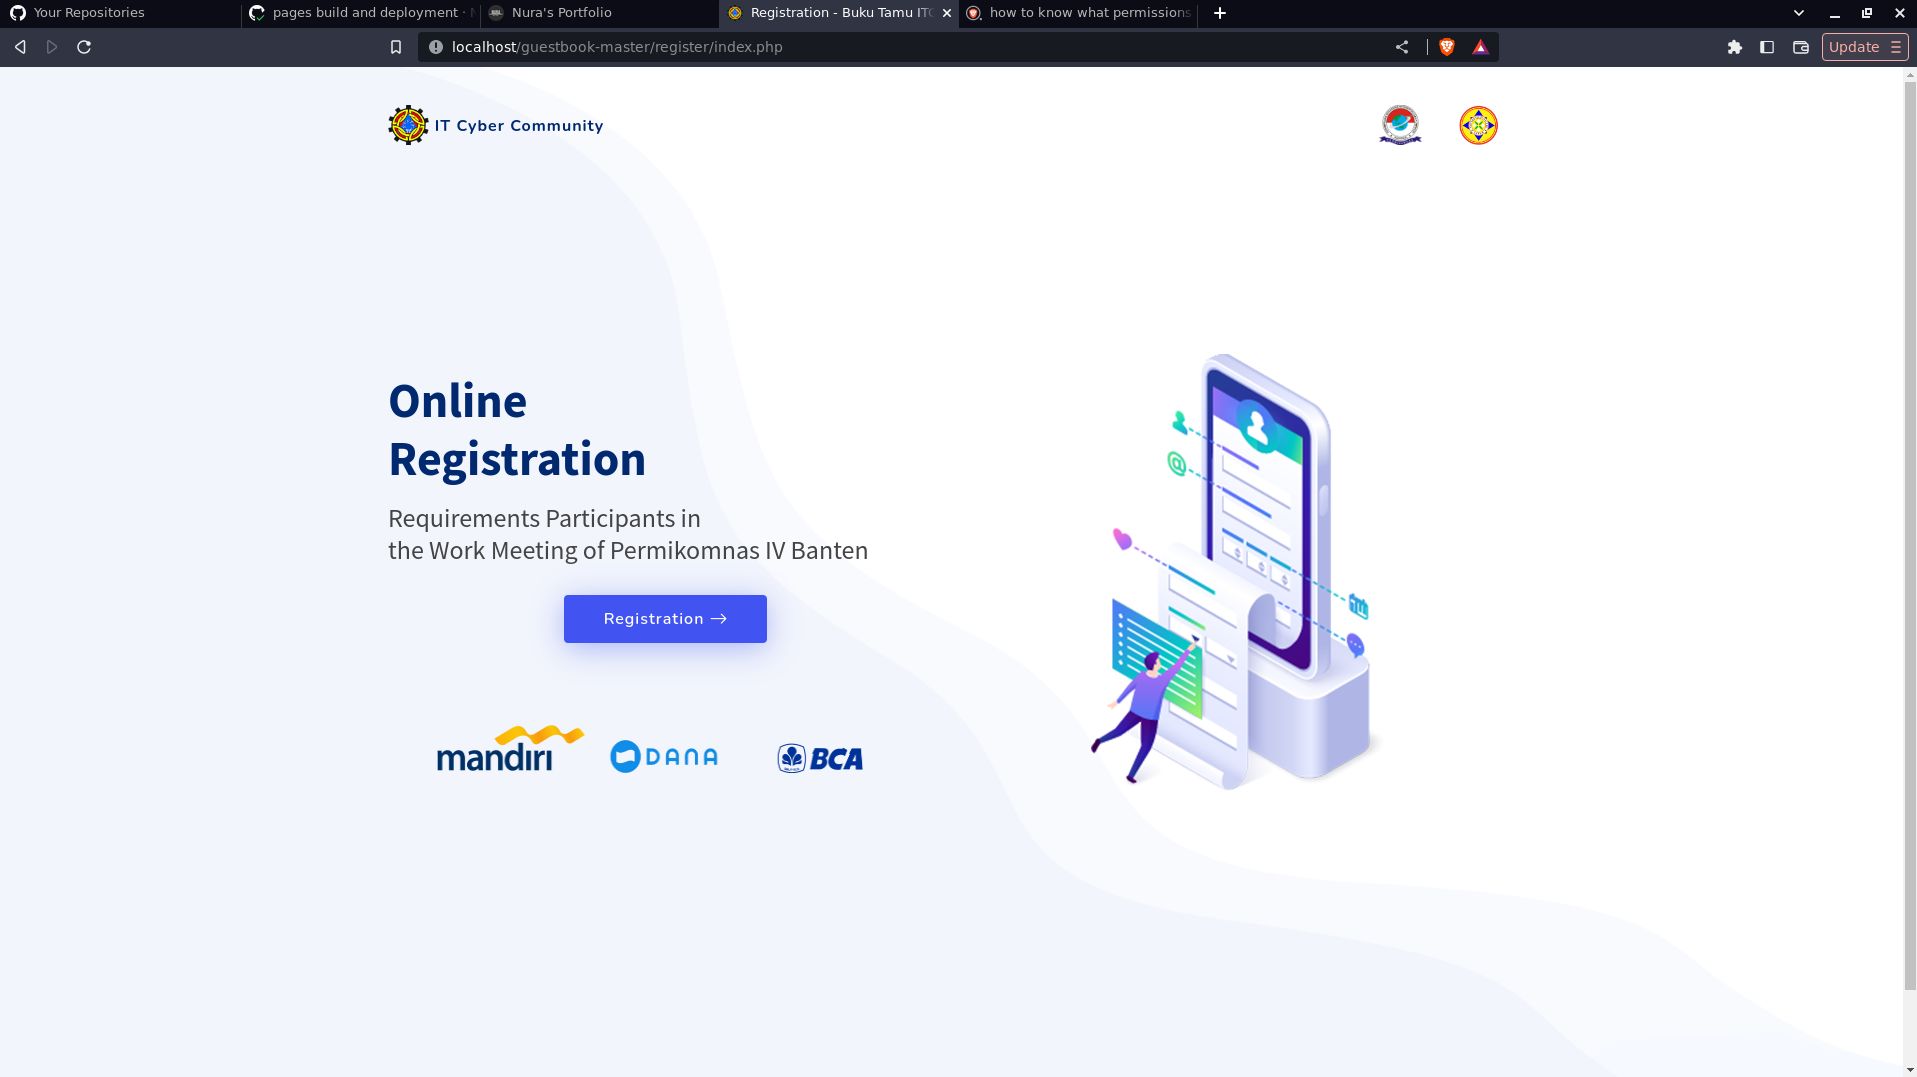 Your Repositories
pages build and deployment ·
Nura's Portfolio
Registration - Buku Tamu ITC
how to know what permissions
localhost/guestbook-master/register/index.php
Update
IT Cyber Community
Online
Registration
Requirements Participants in
the Work Meeting of Permikomnas IV Banten
Registration →
mandiri
DANA
BCA